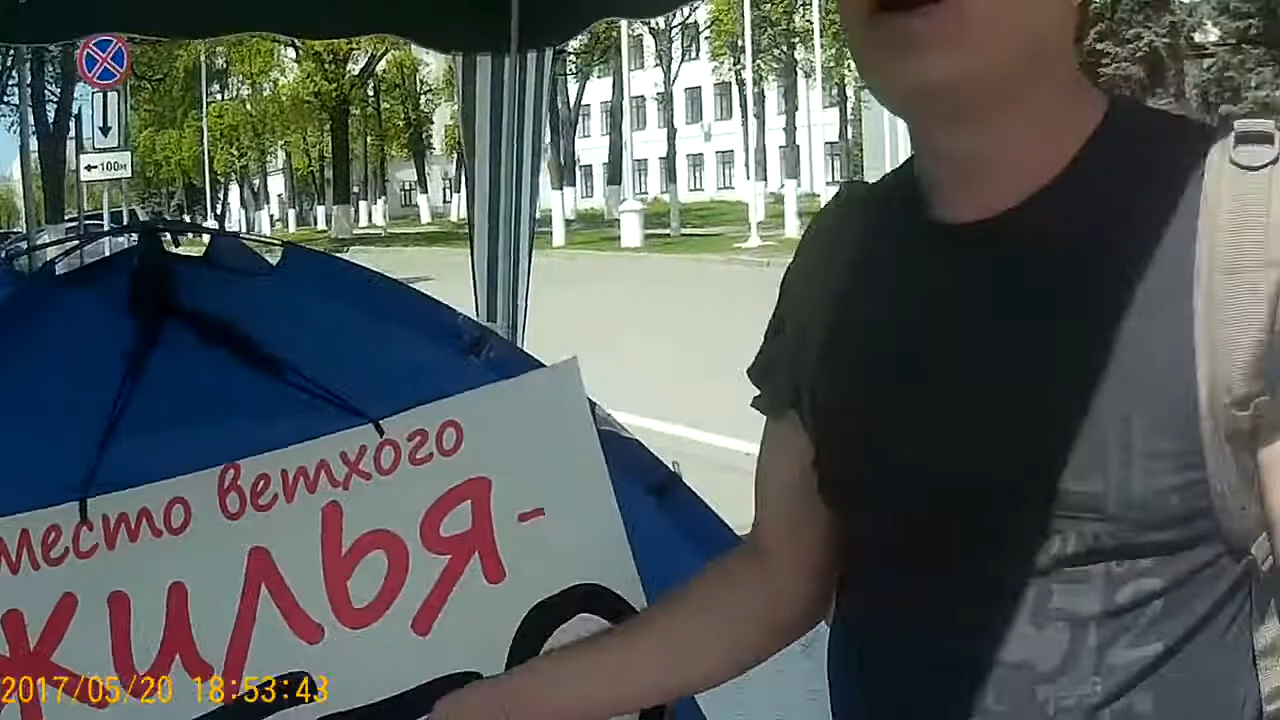 ←100м
место ветхого
жилья-
2017/05/20 18:53:43